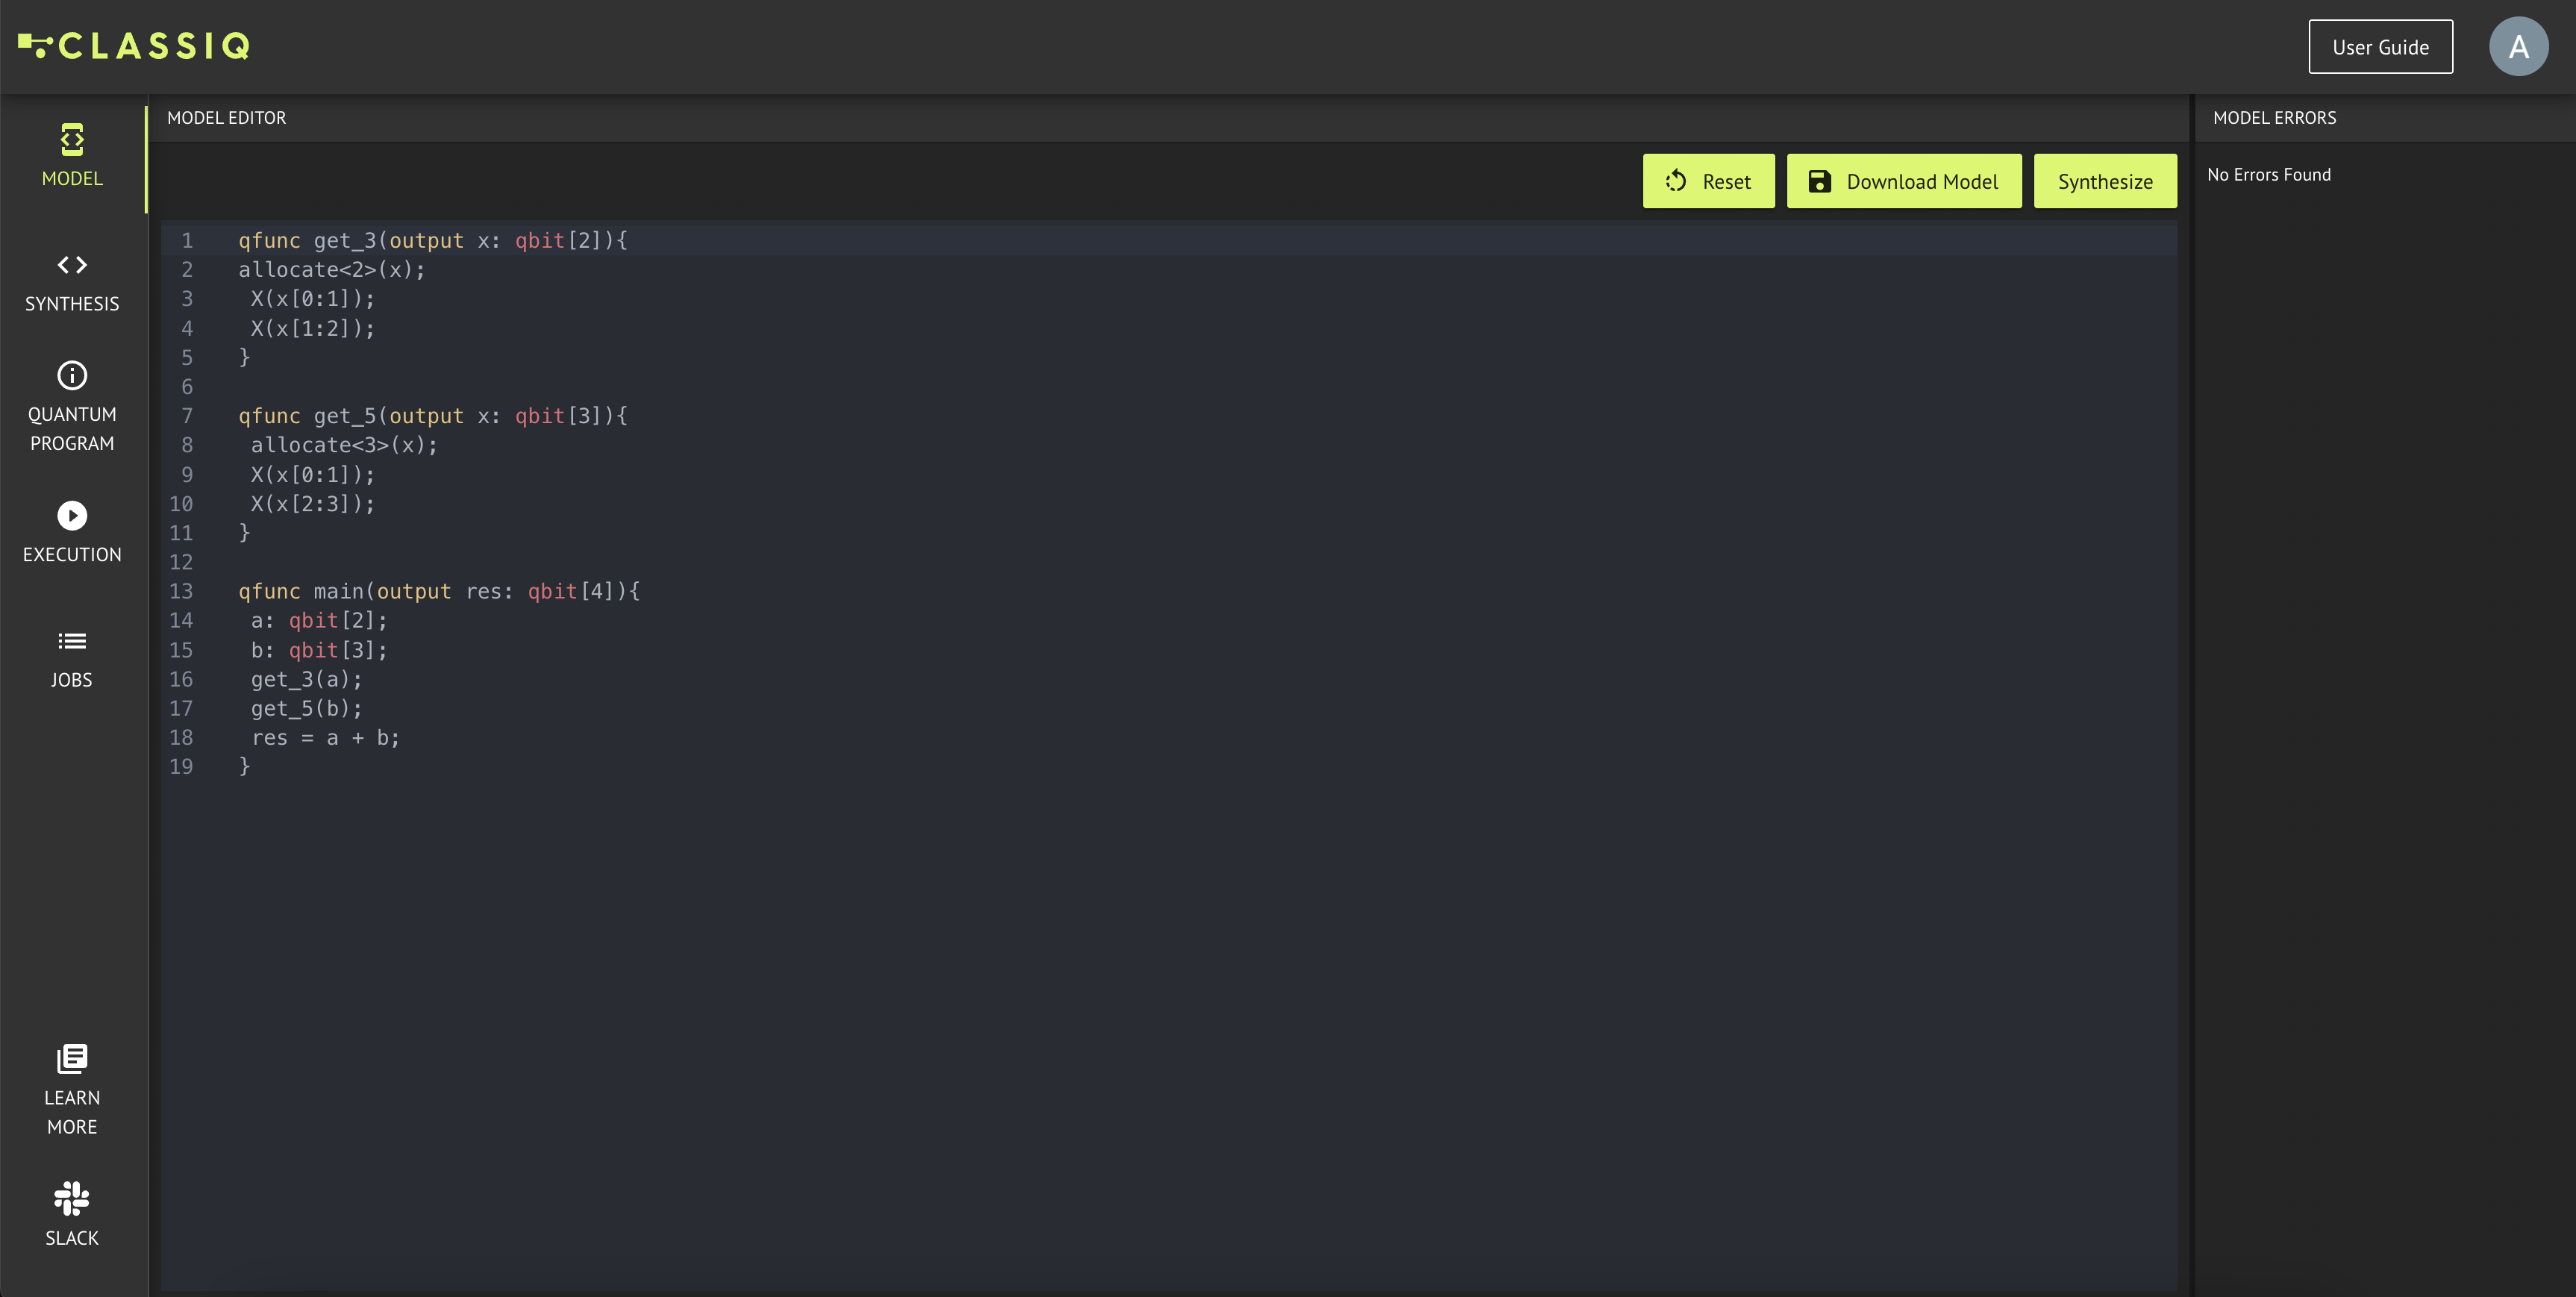 CLASSIQ
User Guide
A
MODEL
SYNTHESIS
QUANTUM
PROGRAM
EXECUTION
JOBS
LEARN
MORE
SLACK
MODEL EDITOR
Reset
Download Model
Synthesize
1 qfunc get_3(output x: qbit[2]){
2 allocate<2>(x);
3 X(x[0:1]);
4 X(x[1:2]);
5 }
6
7 qfunc get_5(output x: qbit[3]){
8 allocate<3>(x);
9 X(x[0:1]);
10 X(x[2:3]);
11 }
12
13 qfunc main(output res: qbit[4]){
14 a: qbit[2];
15 b: qbit[3];
16 get_3(a);
17 get_5(b);
18 res = a + b;
19 }
MODEL ERRORS
No Errors Found